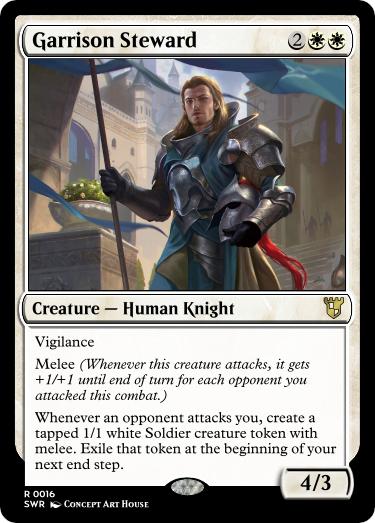 Garrison Steward 2
Creature — Human Knight
Vigilance
Melee (Whenever this creature attacks, it gets
+1/+1 until end of turn for each opponent you
attacked this combat.)
Whenever an opponent attacks you, create a
tapped 1/1 white Soldier creature token with
melee. Exile that token at the beginning of your
next end step.
4/3
R 0016
SWR Concept Art House